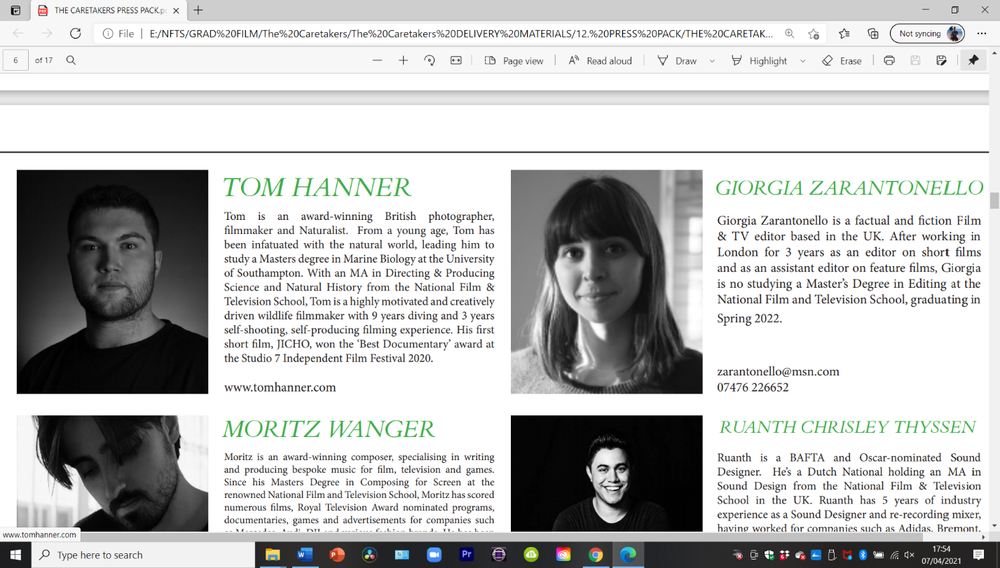 THE CARETAKERS PRESS PACK.p
Not syncing
File | E:/NFTS/GRAD%20FILM/The%20Caretakers/The%20Caretakers%20DELIVERY%20MATERIALS/12.%20PRESS%20PACK/THE%20CARETAK...
6 of 17
Page view
Read aloud
Draw
Highlight
Erase
TOM HANNER
Tom is an award-winning British photographer,
filmmaker and Naturalist. From a young age, Tom has
been infatuated with the natural world, leading him to
study a Masters degree in Marine Biology at the University
of Southampton. With an MA in Directing & Producing
Science and Natural History from the National Film &
Television School, Tom is a highly motivated and creatively
driven wildlife filmmaker with 9 years diving and 3 years
self-shooting, self-producing filming experience. His first
short film, JICHO, won the ‘Best Documentary’ award at
the Studio 7 Independent Film Festival 2020.
www.tomhanner.com
GIORGIA ZARANTONELLO
Giorgia Zarantonello is a factual and fiction Film
& TV editor based in the UK. After working in
London for 3 years as an editor on short films
and as an assistant editor on feature films, Giorgia
is no studying a Master’s Degree in Editing at the
National Film and Television School, graduating in
Spring 2022.
zarantonello@msn.com
07476 226652
MORITZ WANGER
Moritz is an award-winning composer, specialising in writing
and producing bespoke music for film, television and games.
Since his Masters Degree in Composing for Screen at the
renowned National Film and Television School, Moritz has scored
numerous films, Royal Television Award nominated programs,
documentaries, games and advertisements for companies such
RUANTH CHRISLEY THYSSEN
Ruanth is a BAFTA and Oscar-nominated Sound
Designer. He’s a Dutch National holding an MA in
Sound Design from the National Film & Television
School in the UK. Ruanth has 5 years of industry
experience as a Sound Designer and re-recording mixer,
having worked for companies such as Adidas, Bremont,
www.tomhanner.com
Type here to search
17:54
07/04/2021